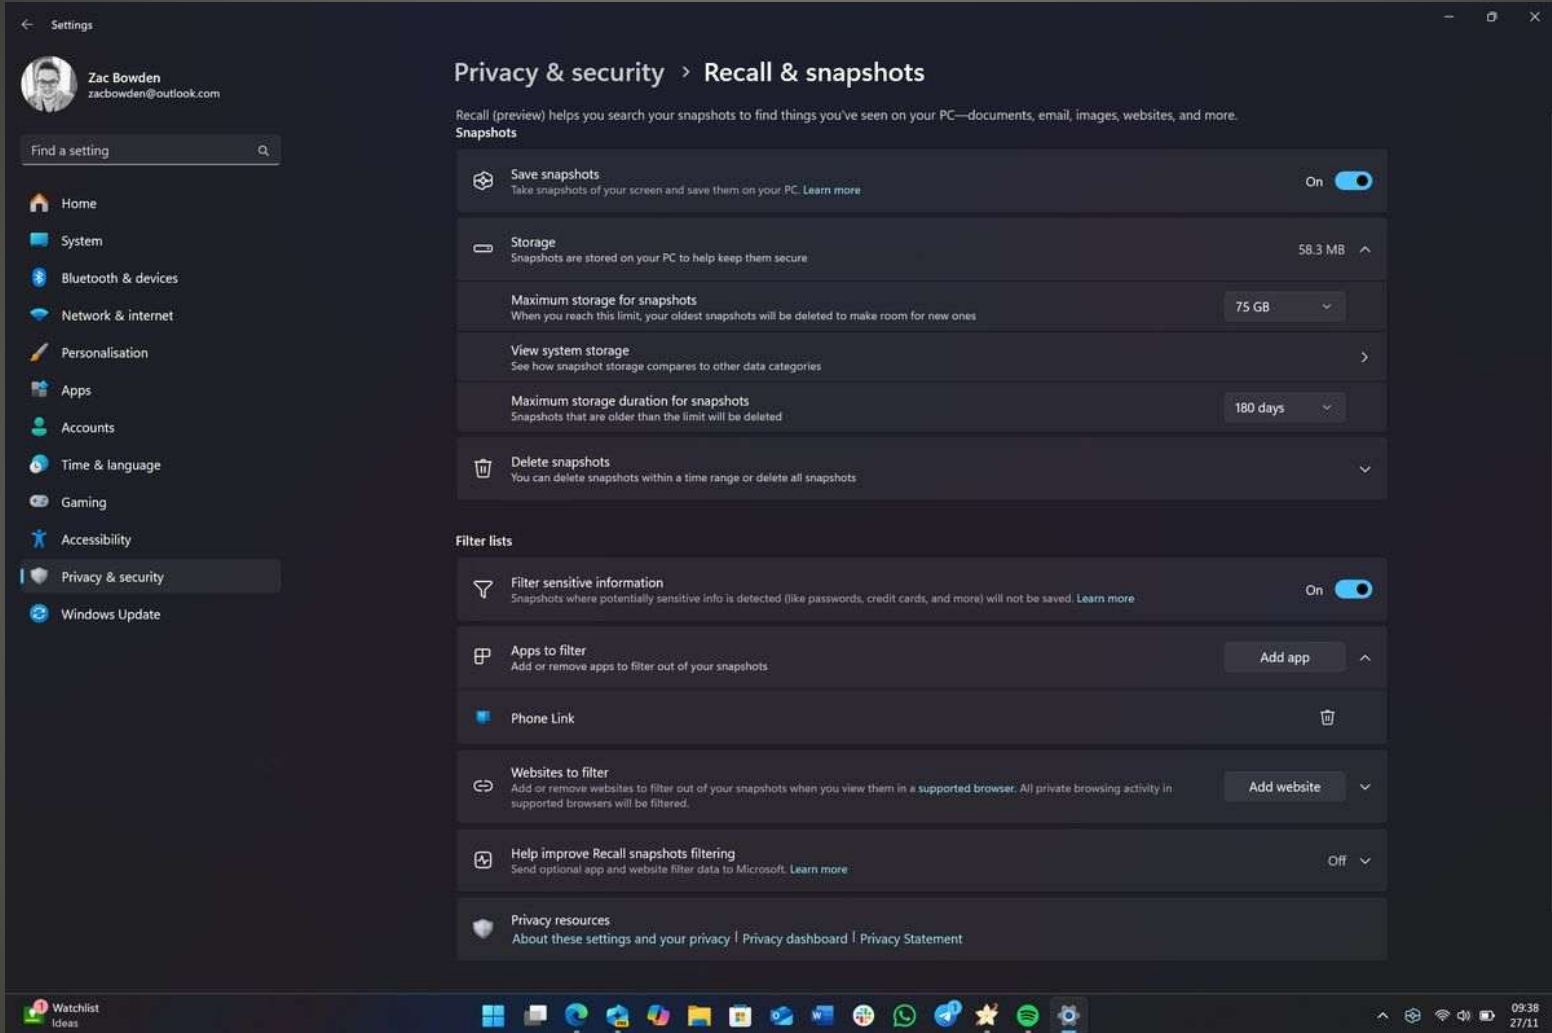 Settings
Zac Bowden
zacbowden@outlook.com
Find a setting
Home
System
Bluetooth & devices
Network & internet
Personalisation
Apps
Accounts
Time & language
Gaming
Accessibility
Privacy & security
Windows Update
Privacy & security > Recall & snapshots
Recall (preview) helps you search your snapshots to find things you've seen on your PC—documents, email, images, websites, and more.
Snapshots
Save snapshots
Take snapshots of your screen and save them on your PC. Learn more
On
Storage
Snapshots are stored on your PC to help keep them secure
58.3 MB
Maximum storage for snapshots
When you reach this limit, your oldest snapshots will be deleted to make room for new ones
75 GB
View system storage
See how snapshot storage compares to other data categories
Maximum storage duration for snapshots
Snapshots that are older than the limit will be deleted
180 days
Delete snapshots
You can delete snapshots within a time range or delete all snapshots
Filter lists
Filter sensitive information
Snapshots where potentially sensitive info is detected (like passwords, credit cards, and more) will not be saved. Learn more
On
Apps to filter
Add or remove apps to filter out of your snapshots
Add app
Phone Link
Websites to filter
Add or remove websites to filter out of your snapshots when you view them in a supported browser. All private browsing activity in
supported browsers will be filtered.
Add website
Help improve Recall snapshots filtering
Send optional app and website filter data to Microsoft. Learn more
Off
Privacy resources
About these settings and your privacy | Privacy dashboard | Privacy Statement
1
Watchlist
Ideas
1
09:38
27/11